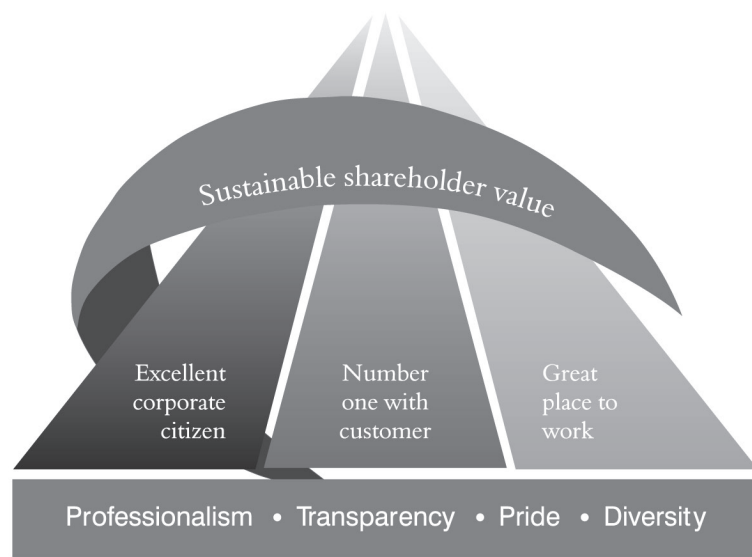 Sustainable shareholder value
Excellent
corporate
citizen
Number
one with
customer
Great
place to
work
Professionalism • Transparency • Pride • Diversity